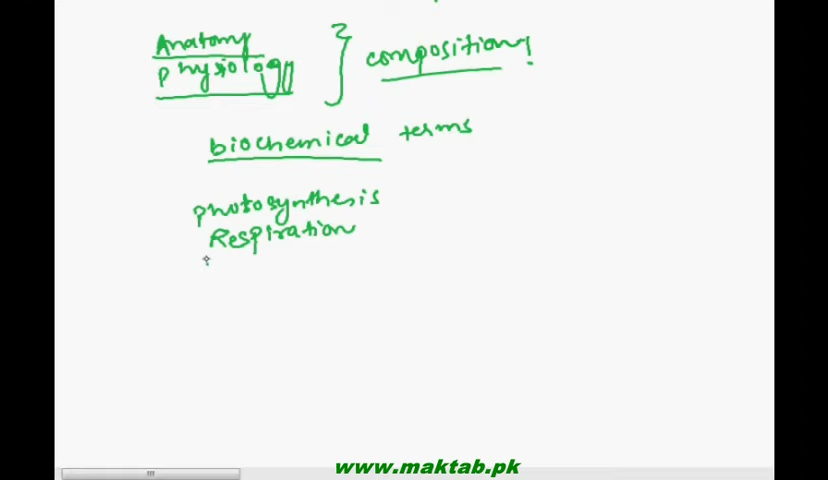 Anatomy
physiology } composition!
biochemical terms
photosynthesis
Respiration
www.maktab.pk